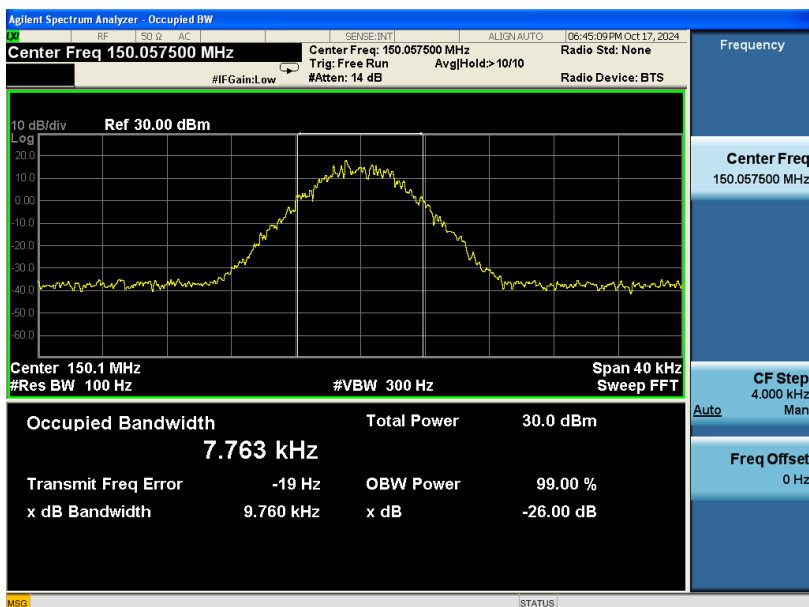 Agilent Spectrum Analyzer - Occupied BW
LXI RF 50 Ω AC SENSE:INT ALIGN AUTO 06:45:09 PM Oct 17, 2024
Center Freq 150.057500 MHz
Center Freq: 150.057500 MHz
Radio Std: None
Trig: Free Run Avg|Hold:>10/10
#IFGain:Low
#Atten: 14 dB
Radio Device: BTS
10 dB/div Ref 30.00 dBm
Log
20.0
10.0
0.00
-10.0
-20.0
-30.0
-40.0
-50.0
-60.0
Center 150.1 MHz Span 40 kHz
#Res BW 100 Hz #VBW 300 Hz Sweep FFT
Occupied Bandwidth Total Power 30.0 dBm
7.763 kHz
Transmit Freq Error -19 Hz OBW Power 99.00 %
x dB Bandwidth 9.760 kHz x dB -26.00 dB
MSG STATUS
Frequency
Center Freq
150.057500 MHz
CF Step
4.000 kHz
Auto Man
Freq Offset
0 Hz